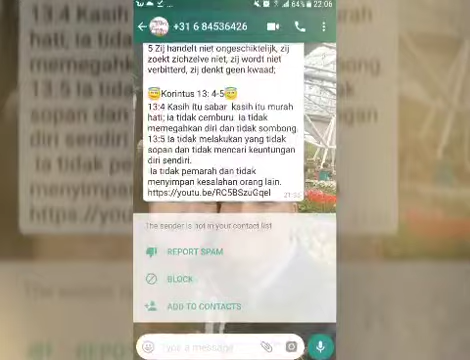 64% 22:06
+31 6 84536426
5 Zij handelt niet ongeschiktelijk, zij
zoekt zichzelve niet, zij wordt niet
verbitterd, zij denkt geen kwaad;
Korintus 13: 4-5
13:4 Kasih itu sabar kasih itu murah
hati; ia tidak cemburu. Ia tidak
memegahkan diri dan tidak sombong.
13:5 Ia tidak melakukan yang tidak
sopan dan tidak mencari keuntungan
diri sendiri.
Ia tidak pemarah dan tidak
menyimpan kesalahan orang lain.
https://youtu.be/RC5BSzuGqeI
The sender is not in your contact list
REPORT SPAM
BLOCK
ADD TO CONTACTS
Type a message